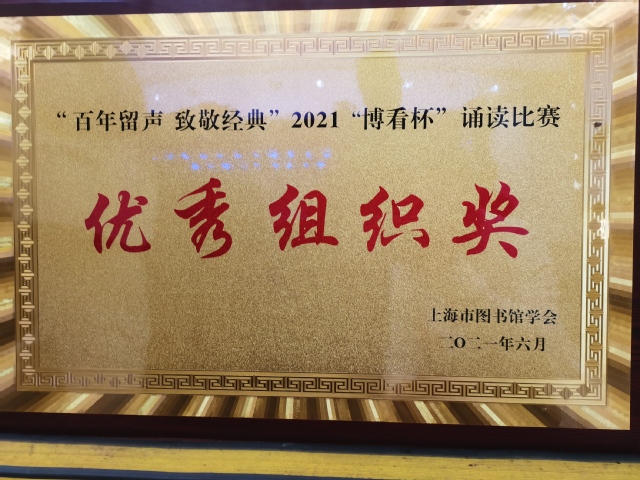 “百年留声 致敬经典”2021“博看杯”诵读比赛
优秀组织奖
上海市图书馆学会
二〇二一年六月